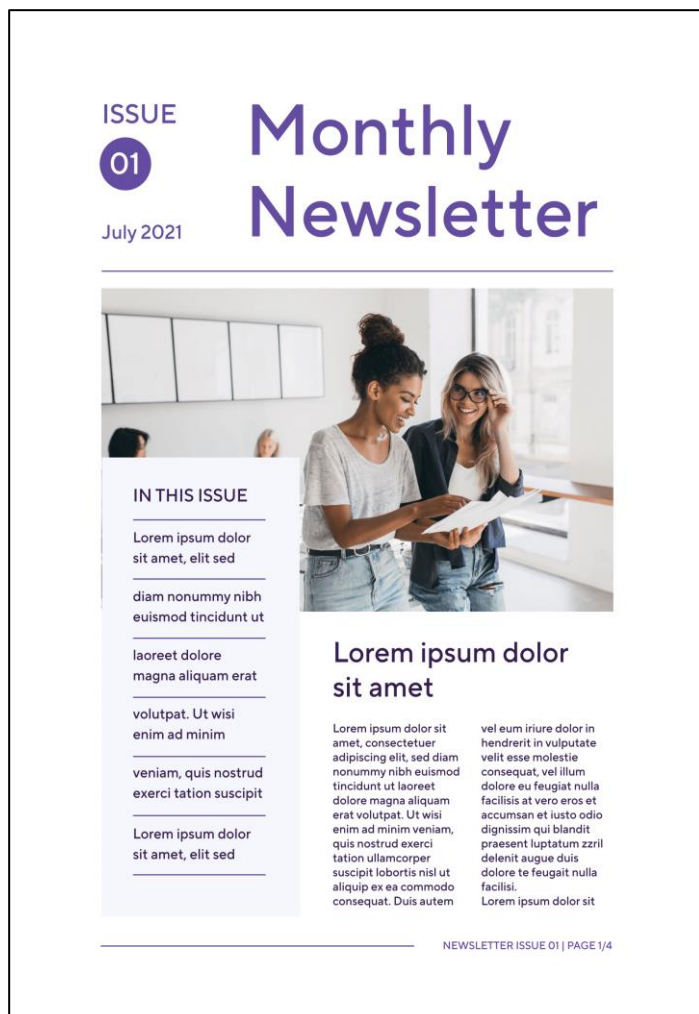 ISSUE
01
July 2021
Monthly
Newsletter
IN THIS ISSUE
Lorem ipsum dolor
sit amet, elit sed
diam nonummy nibh
euismod tincidunt ut
laoreet dolore
magna aliquam erat
volutpat. Ut wisi
enim ad minim
veniam, quis nostrud
exerci tation suscipit
Lorem ipsum dolor
sit amet, elit sed
Lorem ipsum dolor
sit amet
Lorem ipsum dolor sit
amet, consectetuer
adipiscing elit, sed diam
nonummy nibh euismod
tincidunt ut laoreet
dolore magna aliquam
erat volutpat. Ut wisi
enim ad minim veniam,
quis nostrud exerci
tation ullamcorper
suscipit lobortis nisl ut
aliquip ex ea commodo
consequat. Duis autem
vel eum iriure dolor in
hendrerit in vulputate
velit esse molestie
consequat, vel illum
dolore eu feugiat nulla
facilisis at vero eros et
accumsan et iusto odio
dignissim qui blandit
praesent luptatum zzril
delenit augue duis
dolore te feugait nulla
facilisi.
Lorem ipsum dolor sit
NEWSLETTER ISSUE 01 | PAGE 1/4